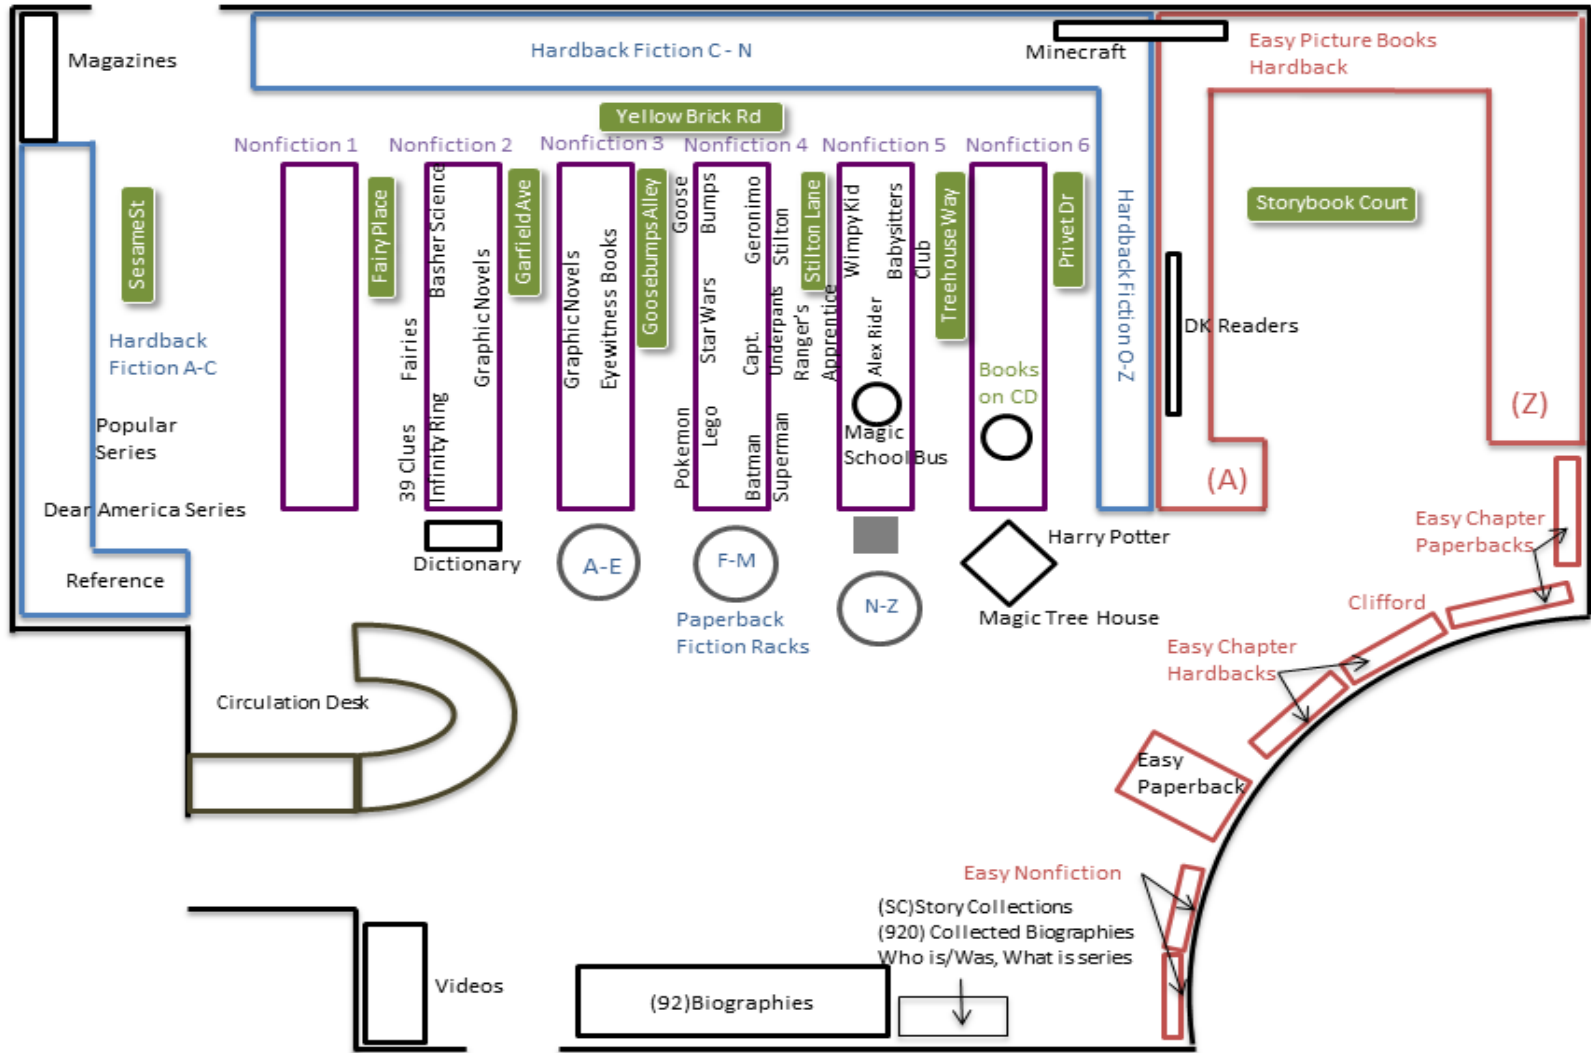 Magazines
Hardback Fiction C - N
Minecraft
Easy Picture Books
Hardback
Yellow Brick Rd
Nonfiction 1
Nonfiction 2
Nonfiction 3
Nonfiction 4
Nonfiction 5
Nonfiction 6
Sesame St
Fairy Place
Basher Science
Garfield Ave
Goosebumps Alley
Goose
Bumps
Geronimo
Stilton
Stilton Lane
Wimpy Kid
Babysitters
Club
Treehouse Way
Privet Dr
Hardback Fiction O-Z
Storybook Court
Hardback
Fiction A-C
Fairies
Graphic Novels
Graphic Novels
Eyewitness Books
Star Wars
Capt.
Underpants
Ranger's
Apprentice
Alex Rider
Books
on CD
DK Readers
Popular
Series
39 Clues
Infinity Ring
Pokemon
Lego
Batman
Superman
Magic
School Bus
(A)
(Z)
Dear America Series
Reference
Dictionary
A-E
F-M
N-Z
Paperback
Fiction Racks
Harry Potter
Magic Tree House
Easy Chapter
Paperbacks
Clifford
Easy Chapter
Hardbacks
Circulation Desk
Easy
Paperback
Easy Nonfiction
(SC)Story Collections
(920) Collected Biographies
Who is/Was, What is series
Videos
(92)Biographies